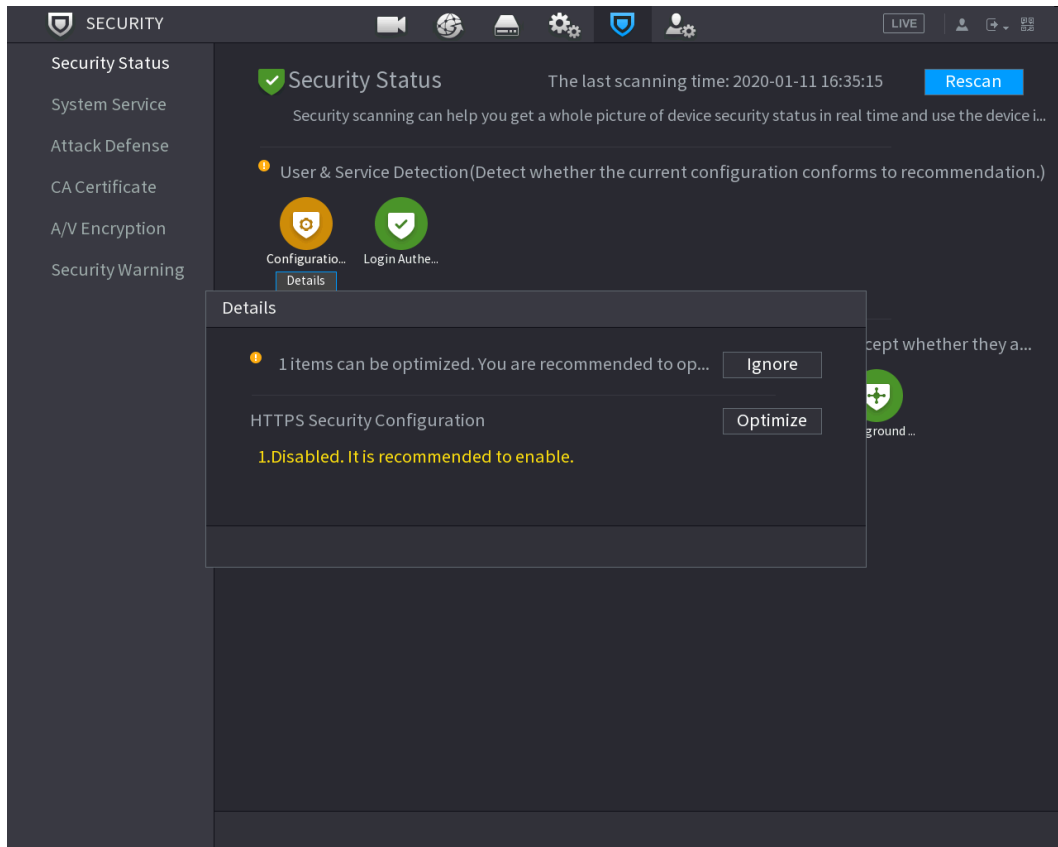 SECURITY
LIVE
Security Status
System Service
Attack Defense
CA Certificate
A/V Encryption
Security Warning
Security Status
The last scanning time: 2020-01-11 16:35:15
Rescan
Security scanning can help you get a whole picture of device security status in real time and use the device i...
User & Service Detection(Detect whether the current configuration conforms to recommendation.)
Configuratio...
Login Authe...
Details
cept whether they a...
ground ...
Details
1 items can be optimized. You are recommended to op...
Ignore
HTTPS Security Configuration
Optimize
1.Disabled. It is recommended to enable.